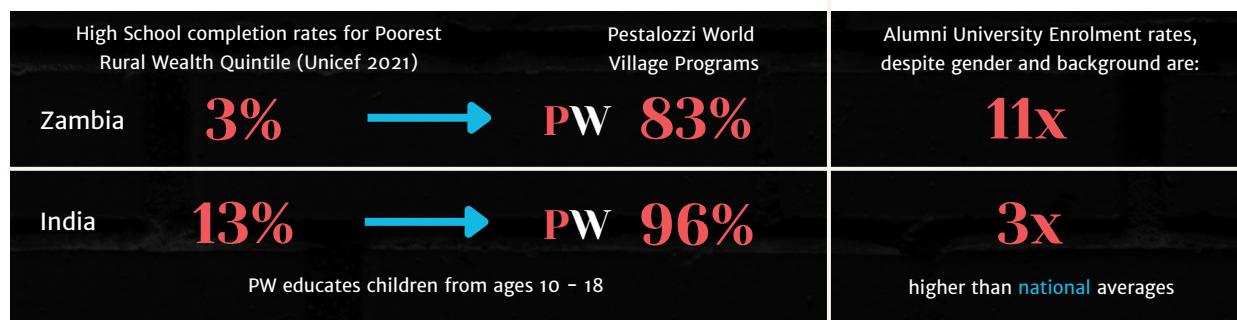 High School completion rates for Poorest
Rural Wealth Quintile (Unicef 2021)
Pestalozzi World
Village Programs
Alumni University Enrolment rates,
despite gender and background are:
Zambia 3% PW 83% 11x
India 13% PW 96% 3x
PW educates children from ages 10 - 18
higher than national averages